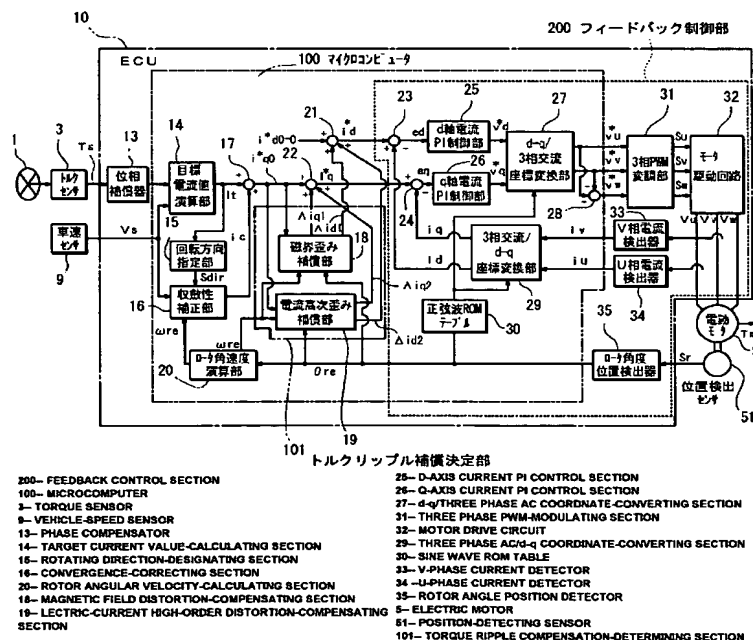 10
200 フィードバック制御部
ECU
100 マイクロコンピュータ
1
3
トルク
センサ
Ts
13
位相
補償器
14
目標
電流値
演算部
It
17
i*q0
i*d0=0
21
i*d
22
i*q
Δiq1
Δid1
23
ed
24
eq
25
d軸電流
PI制御部
v*d
26
q軸電流
PI制御部
v*q
27
d-q/
3相交流
座標変換部
v*u
v*v
v*w
28
31
3相PWM
変調部
Su
Sv
Sw
32
モータ
駆動回路
Vu
Vv
Vw
車速
センサ
9
Vs
15
回転方向
指定部
Sdir
ic
16
収斂性
補正部
ωre
磁界歪み
補償部
18
電流高次歪み
補償部
19
Δiq2
Δid2
ωre
20
ロータ角速度
演算部
θre
iq
id
3相交流/
d-q
座標変換部
29
iv
iu
33
V相電流
検出器
U相電流
検出器
34
正弦波ROM
テーブル
30
35
ロータ角度
位置検出器
Sr
電動
モータ
Tm
5
位置検出
センサ
51
101
トルクリップル補償決定部
200-- FEEDBACK CONTROL SECTION
100-- MICROCOMPUTER
3-- TORQUE SENSOR
9-- VEHICLE-SPEED SENSOR
13-- PHASE COMPENSATOR
14-- TARGET CURRENT VALUE-CALCULATING SECTION
15-- ROTATING DIRECTION-DESIGNATING SECTION
16-- CONVERGENCE-CORRECTING SECTION
20-- ROTOR ANGULAR VELOCITY-CALCULATING SECTION
18-- MAGNETIC FIELD DISTORTION-COMPENSATING SECTION
19-- LECTRIC-CURRENT HIGH-ORDER DISTORTION-COMPENSATING
SECTION
25-- D-AXIS CURRENT PI CONTROL SECTION
26-- Q-AXIS CURRENT PI CONTROL SECTION
27-- d-q/THREE PHASE AC COORDNATE-CONVERTING SECTION
31-- THREE PHASE PWM-MODULATING SECTION
32-- MOTOR DRIVE CIRCUIT
29-- THREE PHASE AC/d-q COORDINATE-CONVERTING SECTION
30-- SINE WAVE ROM TABLE
33-- V-PHASE CURRENT DETECTOR
34 --U-PHASE CURRENT DETECTOR
35-- ROTOR ANGLE POSITION DETECTOR
5-- ELECTRIC MOTOR
51-- POSITION-DETECTING SENSOR
101-- TORQUE RIPPLE COMPENSATION-DETERMINING SECTION